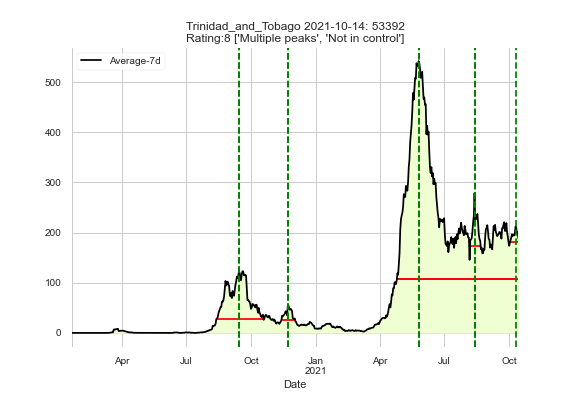 Trinidad_and_Tobago 2021-10-14: 53392
Rating:8 ['Multiple peaks', 'Not in control']
Average-7d
500
400
300
200
100
0
Apr Jul Oct Jan Apr Jul Oct
2021
Date